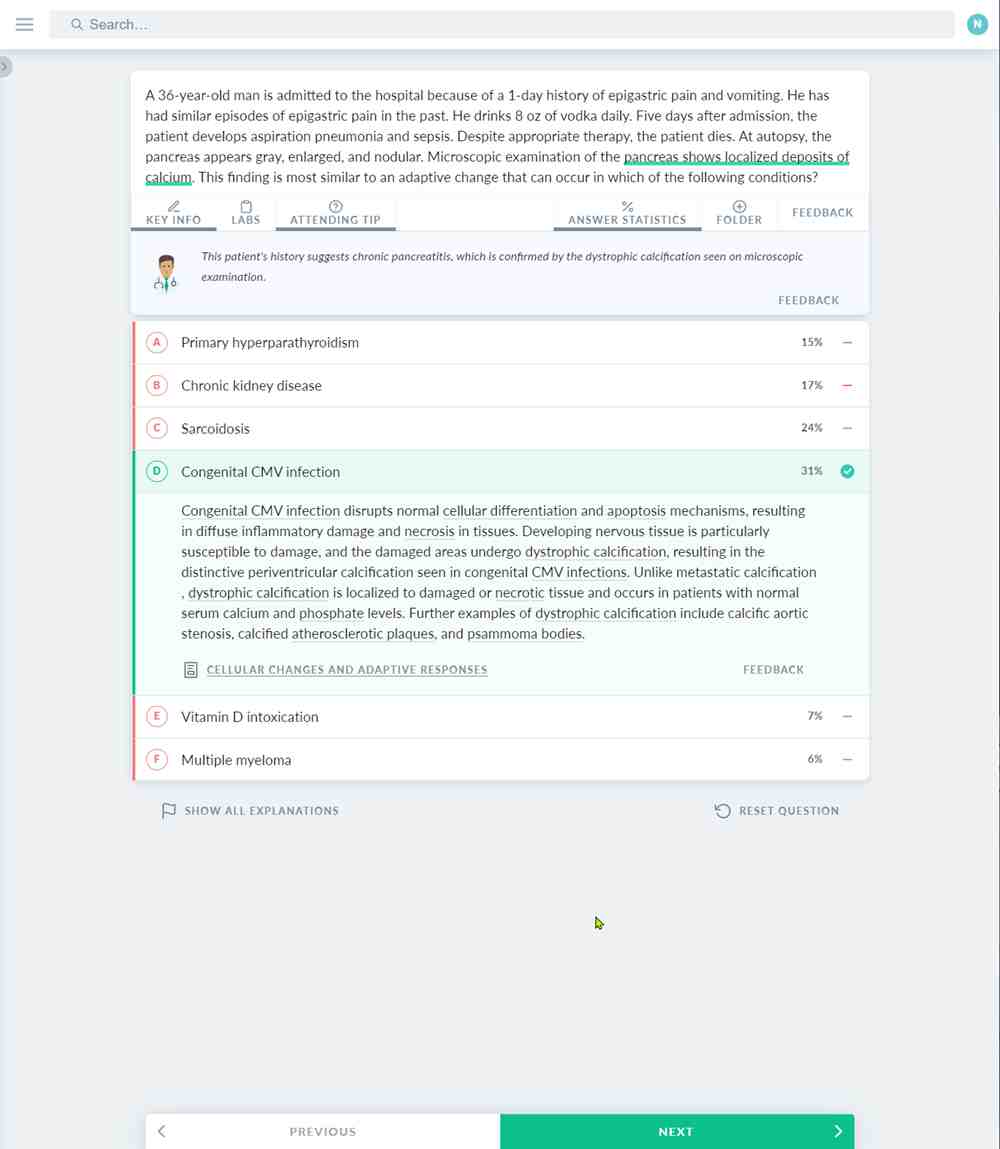 Search...
N
A 36-year-old man is admitted to the hospital because of a 1-day history of epigastric pain and vomiting. He has
had similar episodes of epigastric pain in the past. He drinks 8 oz of vodka daily. Five days after admission, the
patient develops aspiration pneumonia and sepsis. Despite appropriate therapy, the patient dies. At autopsy, the
pancreas appears gray, enlarged, and nodular. Microscopic examination of the pancreas shows localized deposits of
calcium. This finding is most similar to an adaptive change that can occur in which of the following conditions?
KEY INFO LABS ATTENDING TIP ANSWER STATISTICS FOLDER FEEDBACK
This patient's history suggests chronic pancreatitis, which is confirmed by the dystrophic calcification seen on microscopic
examination.
FEEDBACK
A Primary hyperparathyroidism 15%
B Chronic kidney disease 17%
C Sarcoidosis 24%
D Congenital CMV infection 31%
Congenital CMV infection disrupts normal cellular differentiation and apoptosis mechanisms, resulting
in diffuse inflammatory damage and necrosis in tissues. Developing nervous tissue is particularly
susceptible to damage, and the damaged areas undergo dystrophic calcification, resulting in the
distinctive periventricular calcification seen in congenital CMV infections. Unlike metastatic calcification
, dystrophic calcification is localized to damaged or necrotic tissue and occurs in patients with normal
serum calcium and phosphate levels. Further examples of dystrophic calcification include calcific aortic
stenosis, calcified atherosclerotic plaques, and psammoma bodies.
CELLULAR CHANGES AND ADAPTIVE RESPONSES FEEDBACK
E Vitamin D intoxication 7%
F Multiple myeloma 6%
SHOW ALL EXPLANATIONS RESET QUESTION
PREVIOUS NEXT